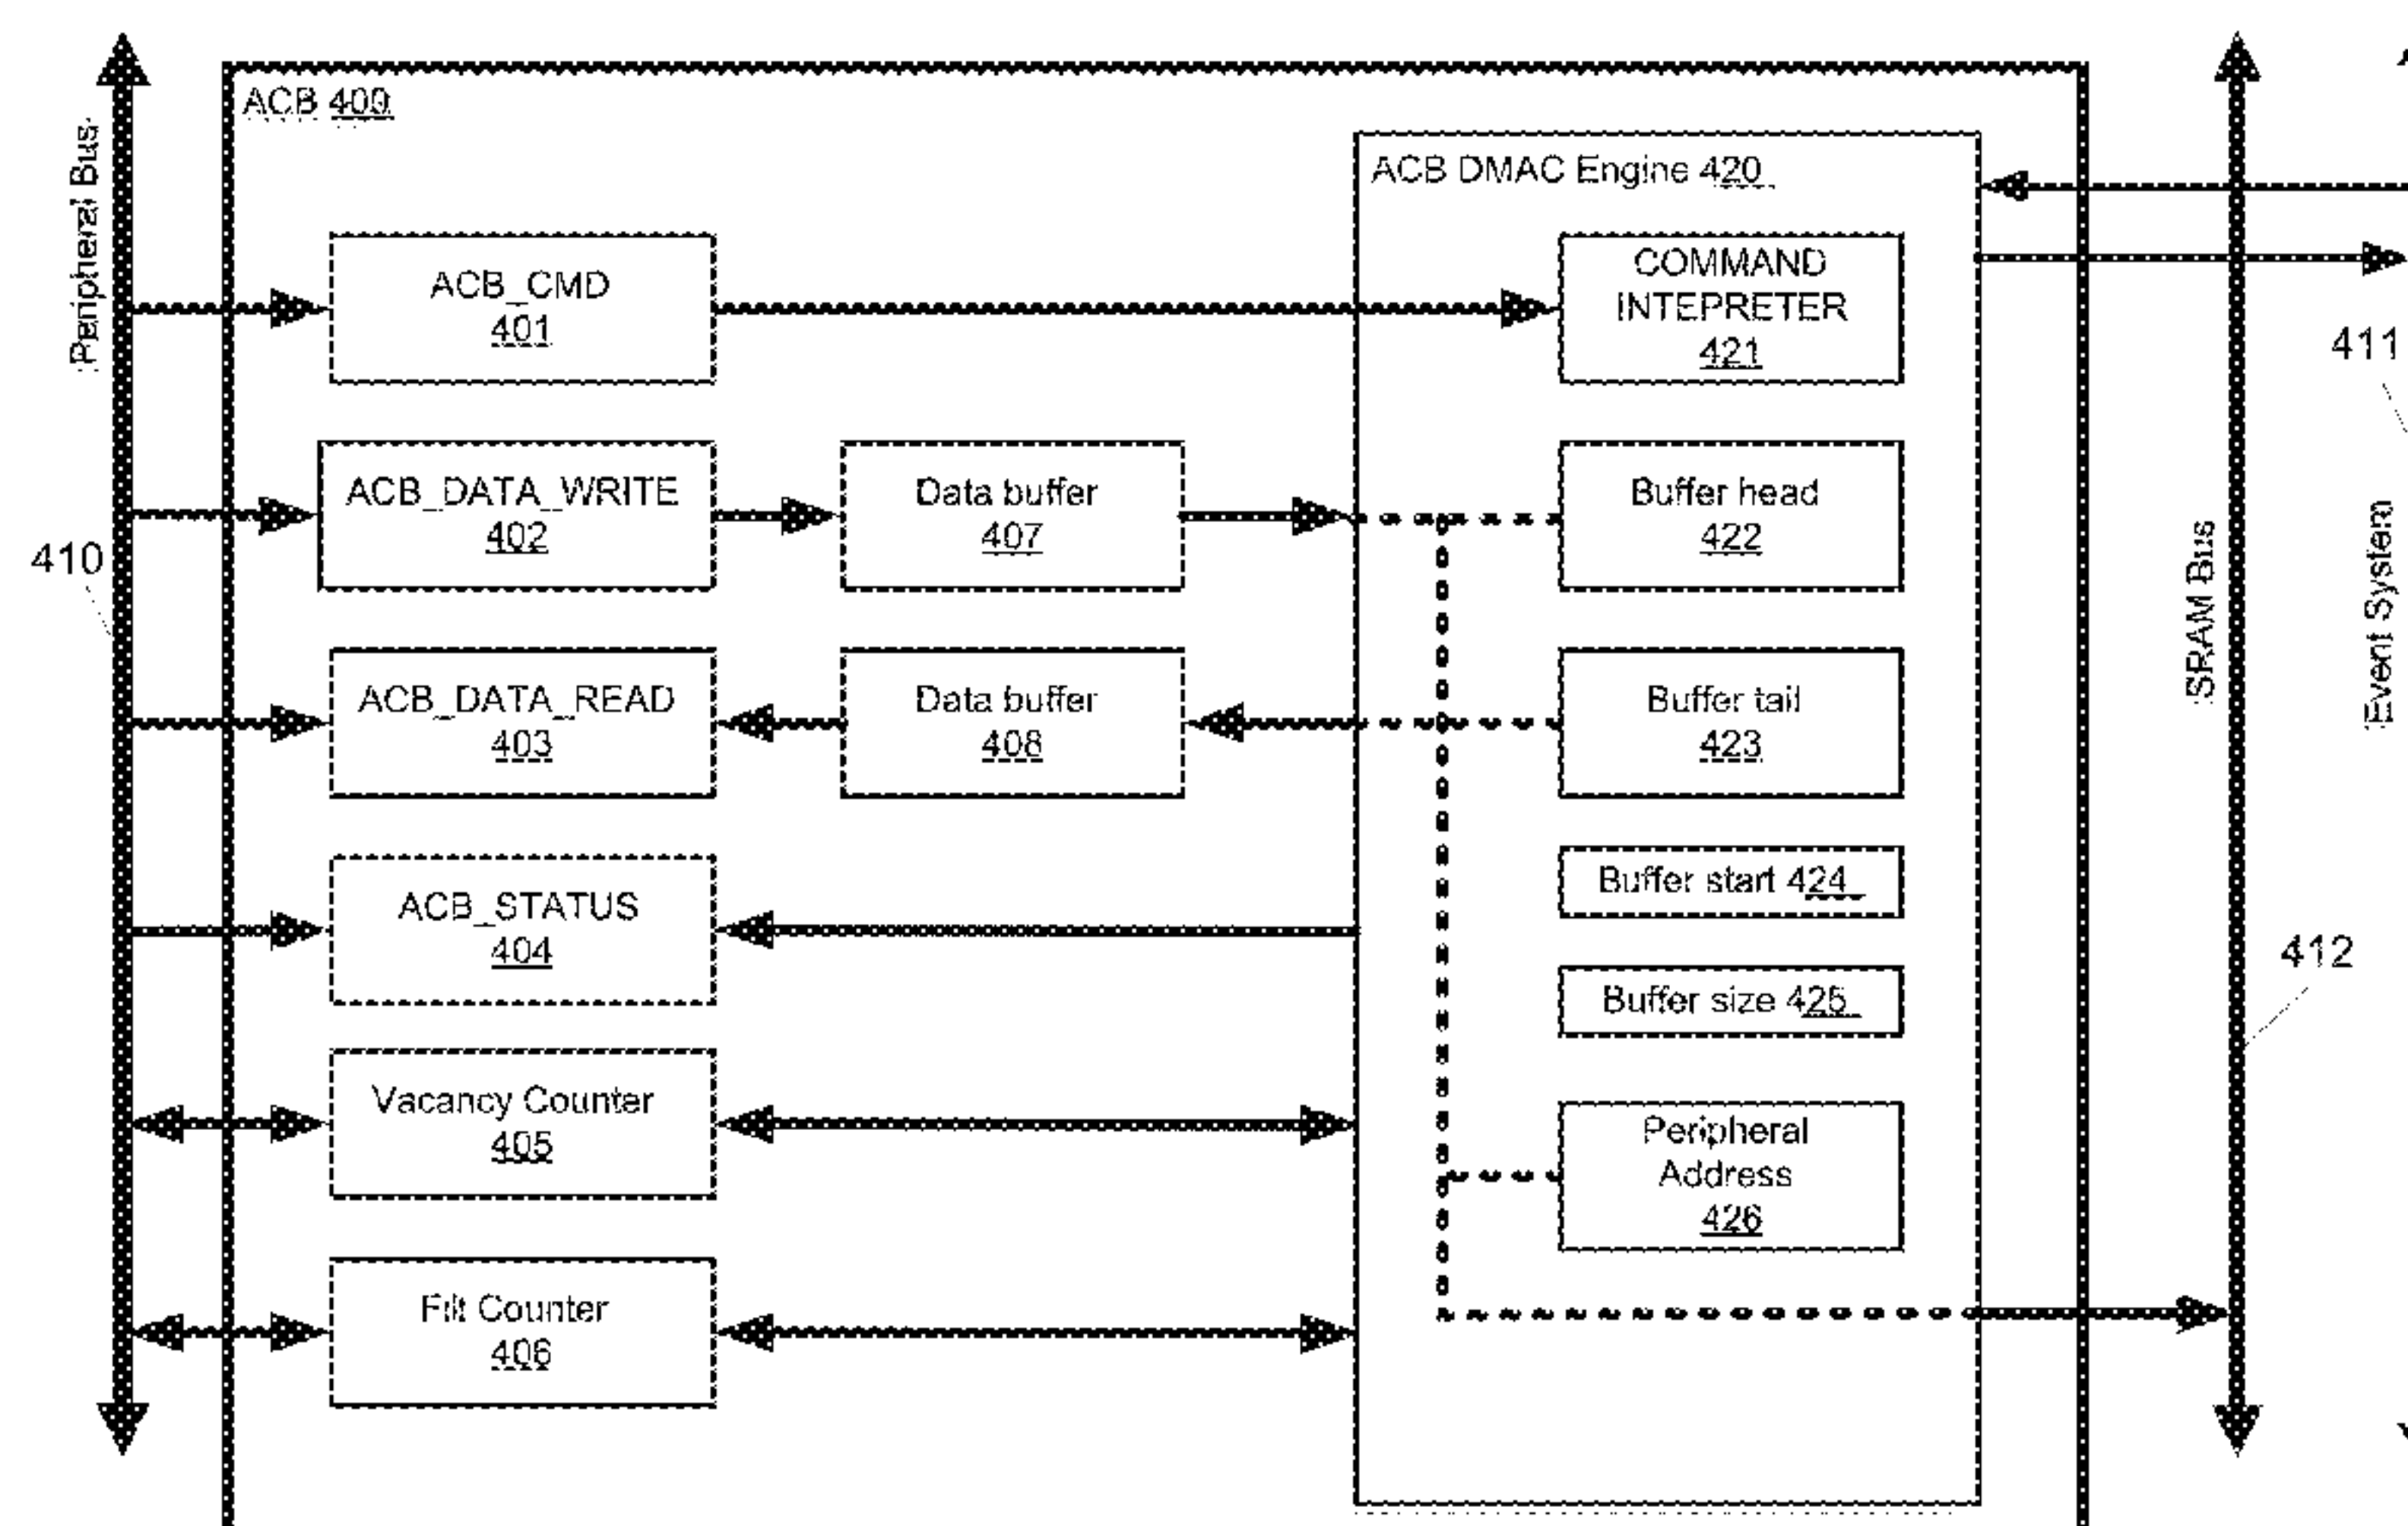 Peripheral Bus
410
ACB 400
ACB_CMD
401
ACB_DATA_WRITE
402
Data buffer
407
ACB_DATA_READ
403
Data buffer
408
ACB_STATUS
404
Vacancy Counter
405
Fill Counter
406
ACB DMAC Engine 420
COMMAND
INTEPRETER
421
Buffer head
422
Buffer tail
423
Buffer start 424
Buffer size 425
Peripheral
Address
426
SRAM Bus
412
411
Event System